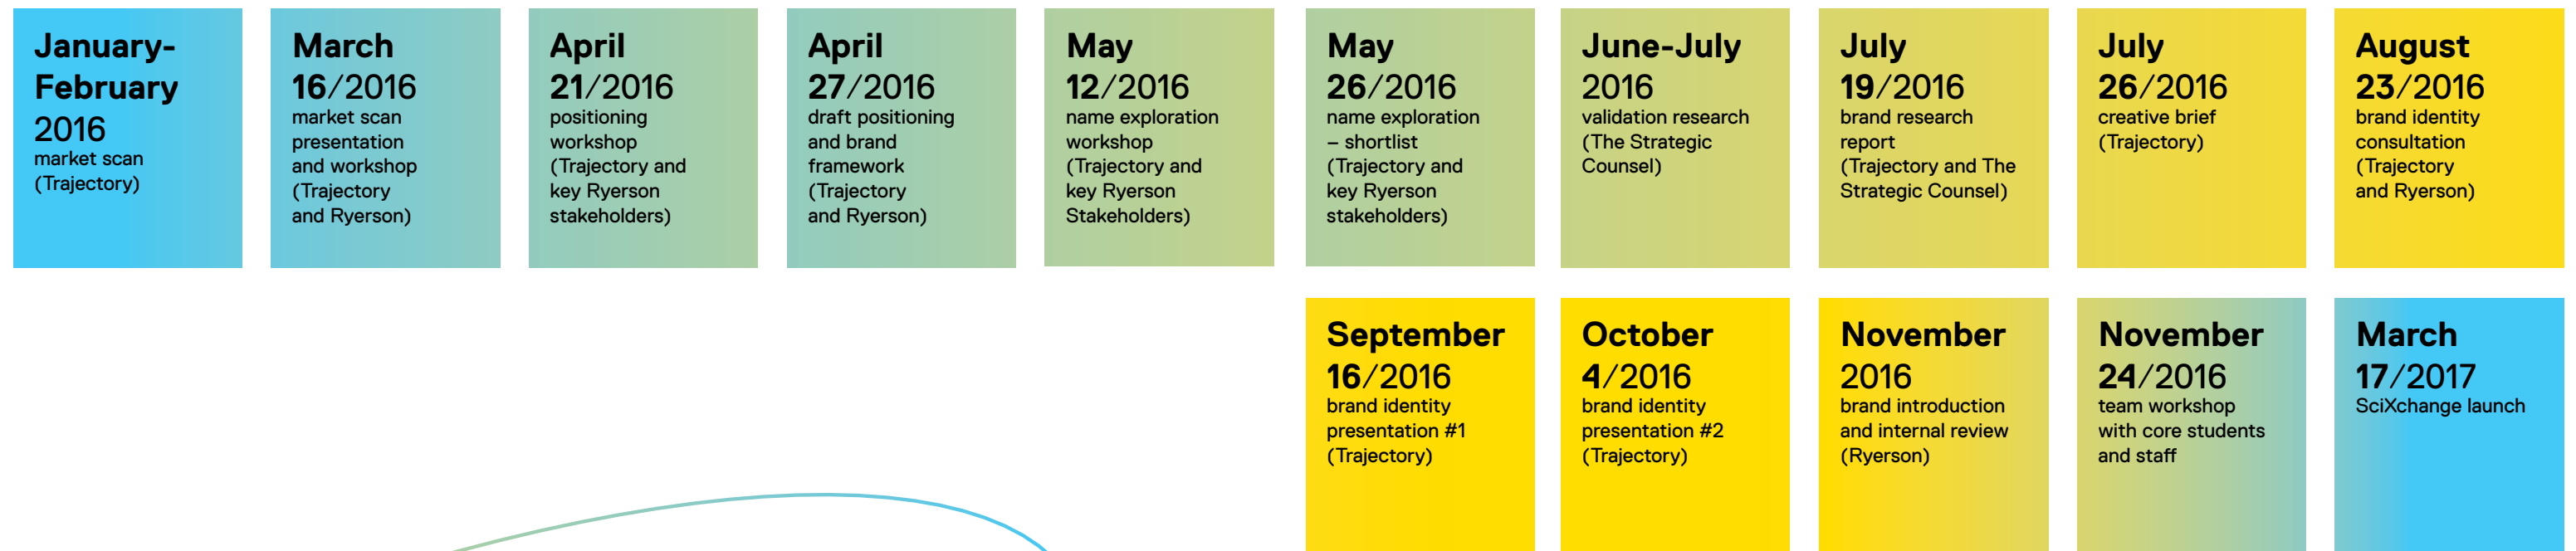 January-
February
2016
market scan
(Trajectory)
March
16/2016
market scan
presentation
and workshop
(Trajectory
and Ryerson)
April
21/2016
positioning
workshop
(Trajectory and
key Ryerson
stakeholders)
April
27/2016
draft positioning
and brand
framework
(Trajectory
and Ryerson)
May
12/2016
name exploration
workshop
(Trajectory and
key Ryerson
Stakeholders)
May
26/2016
name exploration
– shortlist
(Trajectory and
key Ryerson
stakeholders)
June-July
2016
validation research
(The Strategic
Counsel)
July
19/2016
brand research
report
(Trajectory and The
Strategic Counsel)
July
26/2016
creative brief
(Trajectory)
August
23/2016
brand identity
consultation
(Trajectory
and Ryerson)
September
16/2016
brand identity
presentation #1
(Trajectory)
October
4/2016
brand identity
presentation #2
(Trajectory)
November
2016
brand introduction
and internal review
(Ryerson)
November
24/2016
team workshop
with core students
and staff
March
17/2017
SciXchange launch